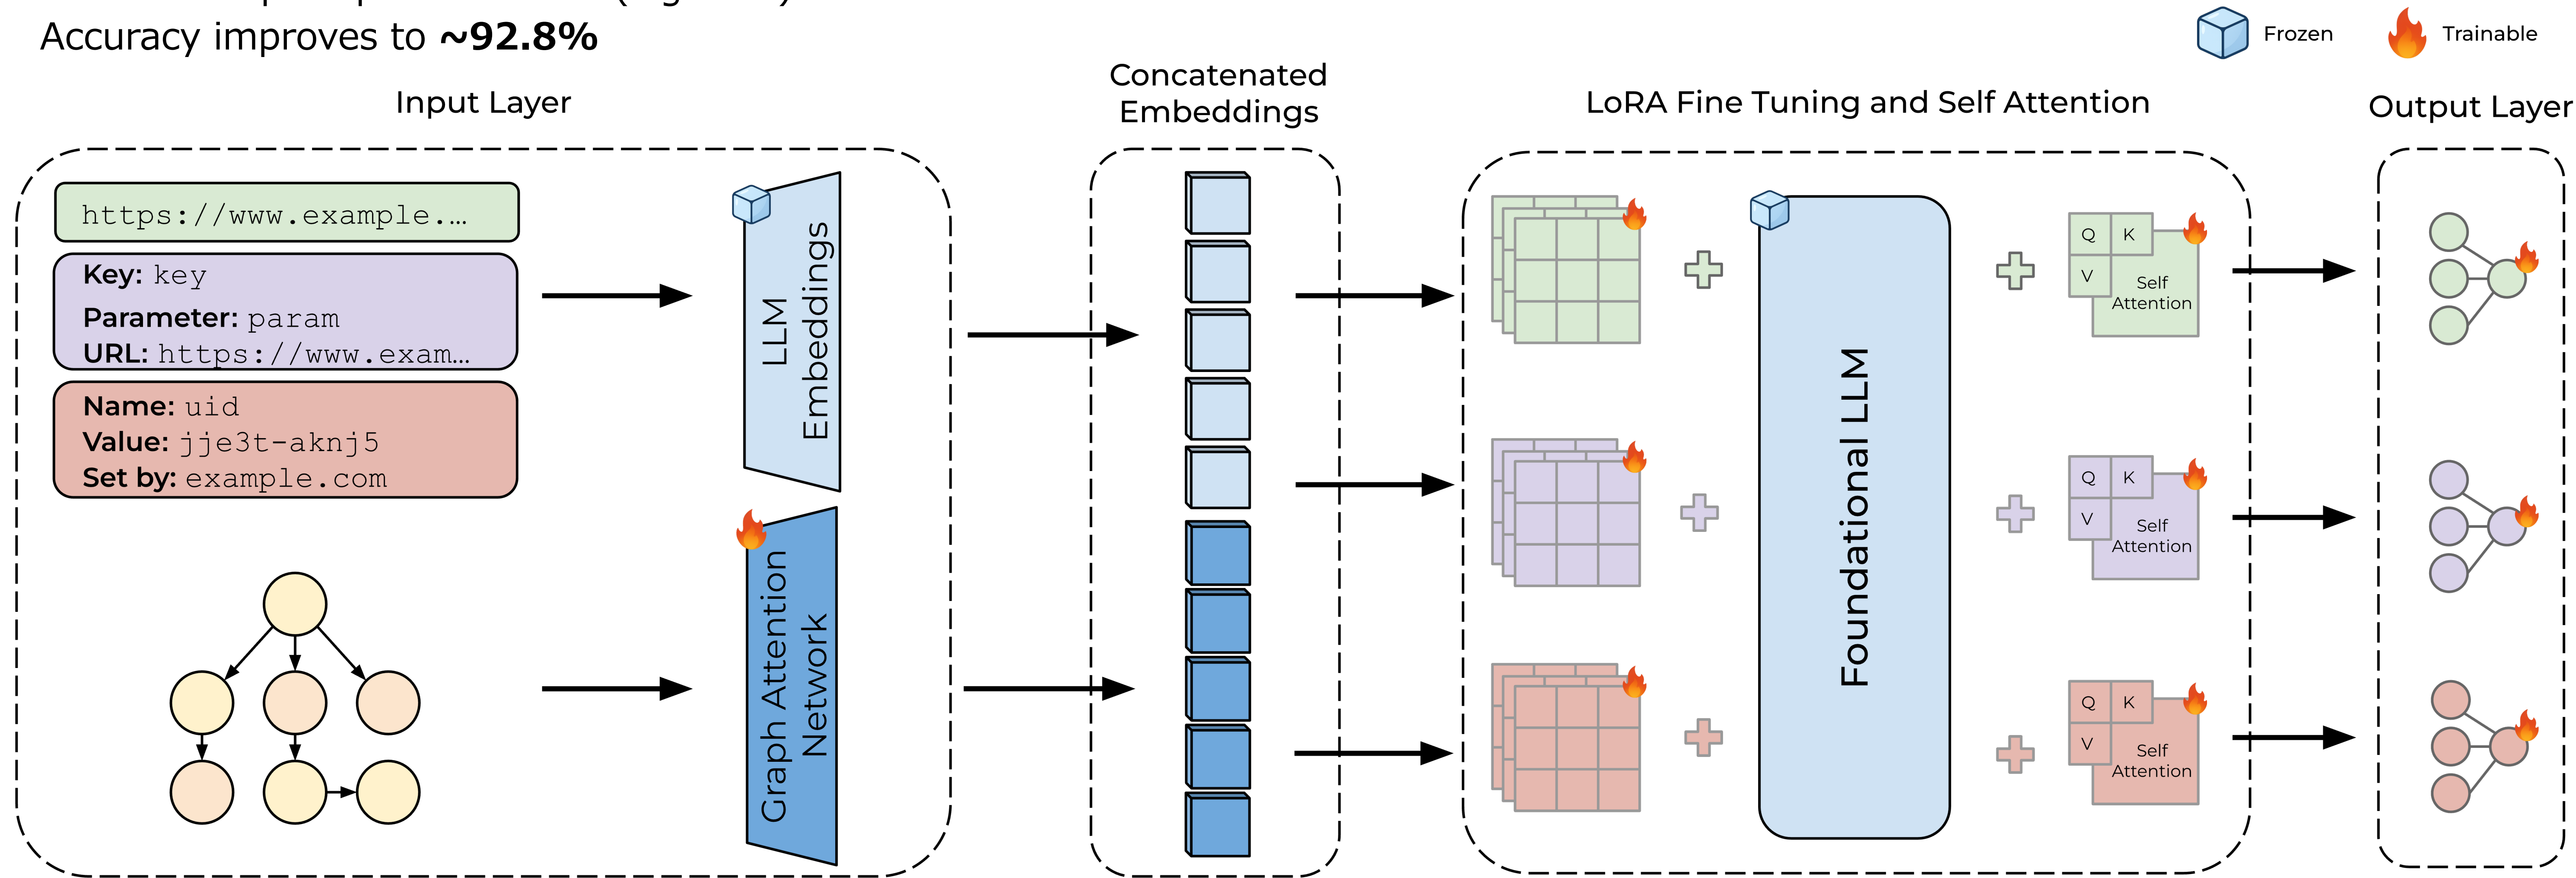 Accuracy improves to ~92.8%
Frozen
Trainable
Input Layer
Concatenated
Embeddings
LoRA Fine Tuning and Self Attention
Output Layer
https://www.example.…
Key: key
Parameter: param
URL: https://www.exam…
Name: uid
Value: jje3t-aknj5
Set by: example.com
LLM
Embeddings
Graph Attention
Network
Foundational LLM
Q K
V
Self
Attention
Q K
V
Self
Attention
Q K
V
Self
Attention